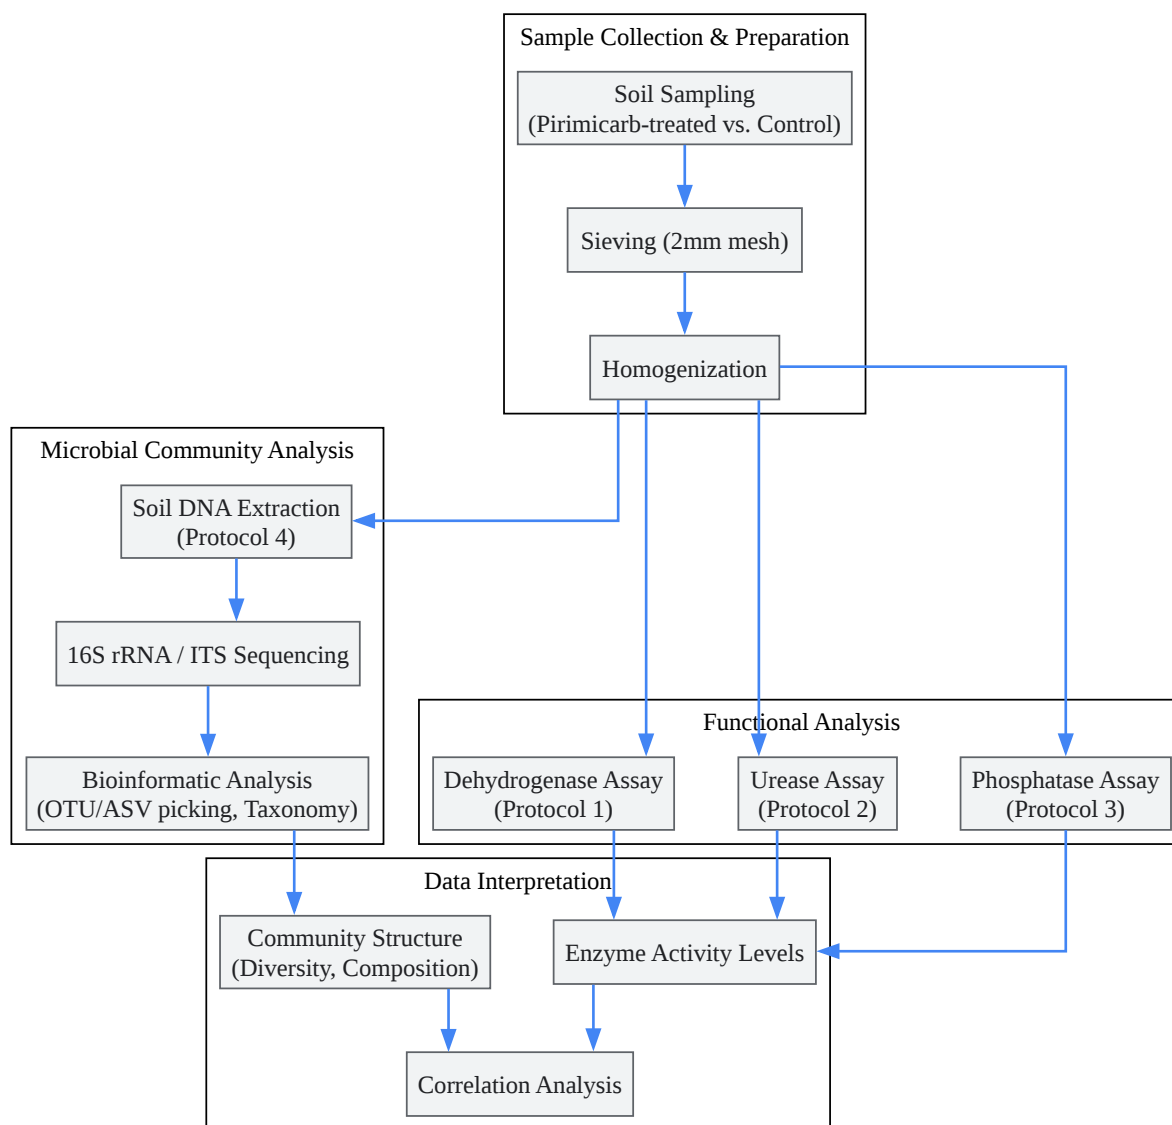 Sample Collection & Preparation
Soil Sampling
(Pirimicarb-treated vs. Control)
Sieving (2mm mesh)
Homogenization
Microbial Community Analysis
Soil DNA Extraction
(Protocol 4)
16S rRNA / ITS Sequencing
Bioinformatic Analysis
(OTU/ASV picking, Taxonomy)
Functional Analysis
Dehydrogenase Assay
(Protocol 1)
Urease Assay
(Protocol 2)
Phosphatase Assay
(Protocol 3)
Data Interpretation
Community Structure
(Diversity, Composition)
Enzyme Activity Levels
Correlation Analysis